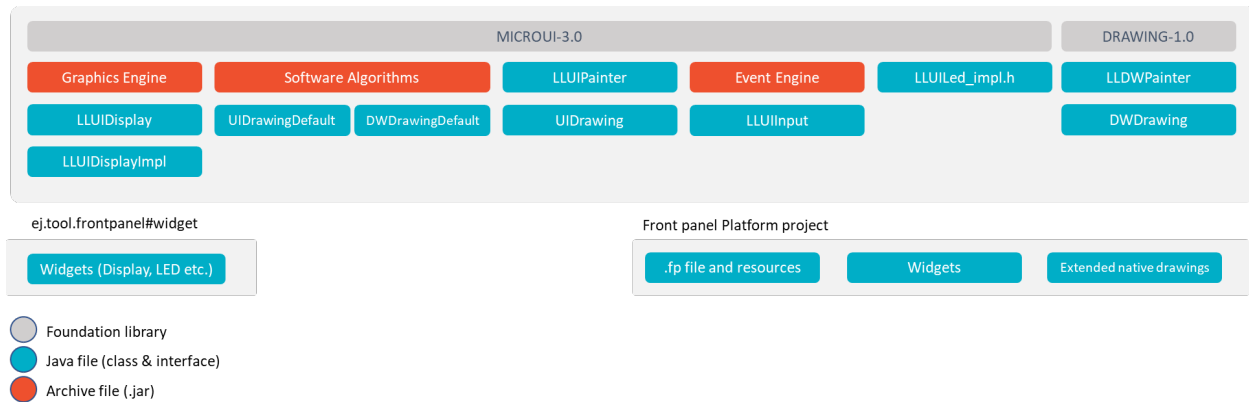 MICROUI-3.0
DRAWING-1.0
Graphics Engine
Software Algorithms
LLUIPainter
Event Engine
LLUILed_impl.h
LLDWPainter
LLUIDisplay
UIDrawingDefault
DWDrawingDefault
UIDrawing
LLUIInput
DWDrawing
LLUIDisplayImpl
ej.tool.frontpanel#widget
Front panel Platform project
Widgets (Display, LED etc.)
.fp file and resources
Widgets
Extended native drawings
Foundation library
Java file (class & interface)
Archive file (.jar)